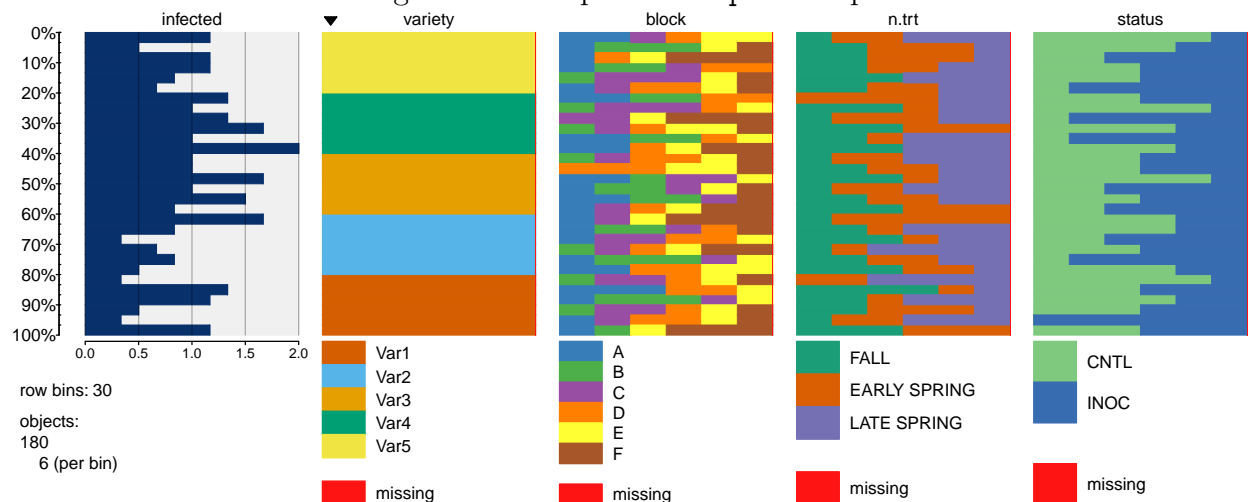 infected variety block n.trt status
0%
10%
20%
30%
40%
50%
60%
70%
80%
90%
100%
0.0 0.5 1.0 1.5 2.0
row bins: 30
objects:
180
6 (per bin)
Var1
Var2
Var3
Var4
Var5
missing
A
B
C
D
E
F
missing
FALL
EARLY SPRING
LATE SPRING
missing
CNTL
INOC
missing